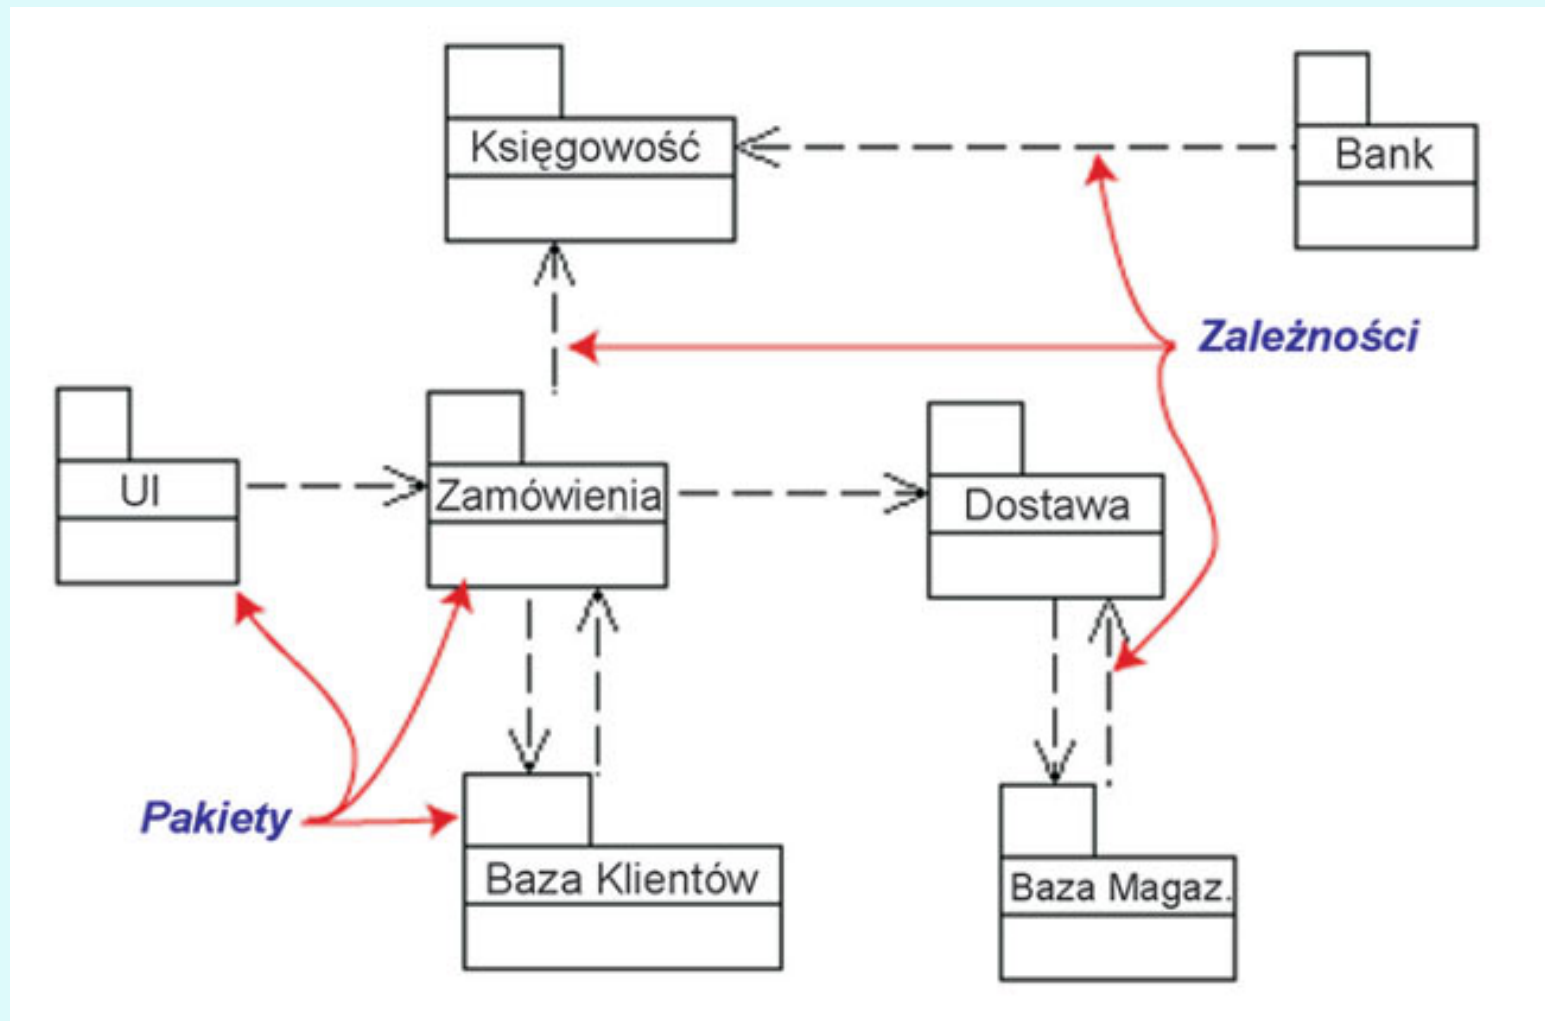 Księgowość
Bank
Zależności
UI
Zamówienia
Dostawa
Pakiety
Baza Klientów
Baza Magaz.